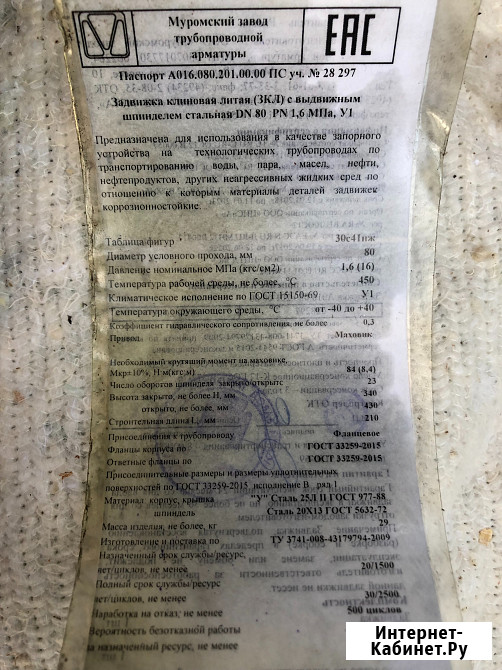 Муромский завод
трубопроводной
арматуры
EAC
Паспорт А016.080.201.00.00 ПС уч. № 28 297
Задвижка клиновая литая (ЗКЛ) с выдвижным
шпинделем стальная DN 80 PN 1,6 МПа, У1
Предназначена для использования в качестве запорного
устройства на технологических трубопроводах по
транспортированию воды, пара, масел, нефти,
нефтепродуктов, других неагрессивных жидких сред по
отношению к которым материалы деталей задвижек
коррозионностойкие.
Таблица фигур 30с41нж
Диаметр условного прохода, мм 80
Давление номинальное МПа (кгс/см2) 1,6 (16)
Температура рабочей среды, не более, °С 450
Климатическое исполнение по ГОСТ 15150-69 У1
Температура окружающего среды, °С от -40 до +40
Коэффициент гидравлического сопротивления, не более 0,3
Привод Маховик
Необходимый крутящий момент на маховике,
Мкр±10%, Н.м(кгс м) 84 (8,4)
Число оборотов шпинделя закрыто открыто 23
Высота закрыто, не более Н, мм 340
открыто, не более, мм 430
Строительная длина L, мм 210
Присоединения к трубопроводу Фланцевое
Фланцы корпуса по ГОСТ 33259-2015
Ответные фланцы по ГОСТ 33259-2015
Присоединительные размеры и размеры уплотнительных
поверхностей по ГОСТ 33259-2015 исполнение В ряд 1
Материал корпус, крышка "У" Сталь 25Л II ГОСТ 977-88
шпиндель Сталь 20Х13 ГОСТ 5632-72
Масса изделия, не более, кг 29
Изготовление и поставка по ТУ 3741-008-43179794-2009
Назначенный срок службы/ресурс,
лет/циклов, не менее 20/1500
Полный срок службы/ресурс
лет/циклов, не менее 30/2500
Наработка на отказ, не менее 500 циклов
Вероятность безотказной работы
за назначенный ресурс, не менее
Интернет-
Кабинет.Ру